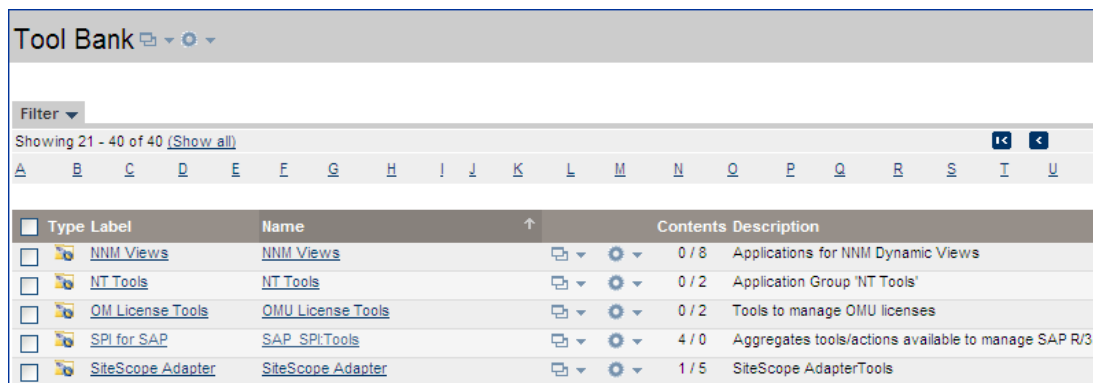 Tool Bank
Filter
Showing 21 - 40 of 40 (Show all)
A B C D E F G H I J K L M N O P Q R S T U
Type Label Name Contents Description
NNM Views NNM Views 0 / 8 Applications for NNM Dynamic Views
NT Tools NT Tools 0 / 2 Application Group 'NT Tools'
OM License Tools OMU License Tools 0 / 2 Tools to manage OMU licenses
SPI for SAP SAP_SPI:Tools 4 / 0 Aggregates tools/actions available to manage SAP R/3
SiteScope Adapter SiteScope Adapter 1 / 5 SiteScope AdapterTools